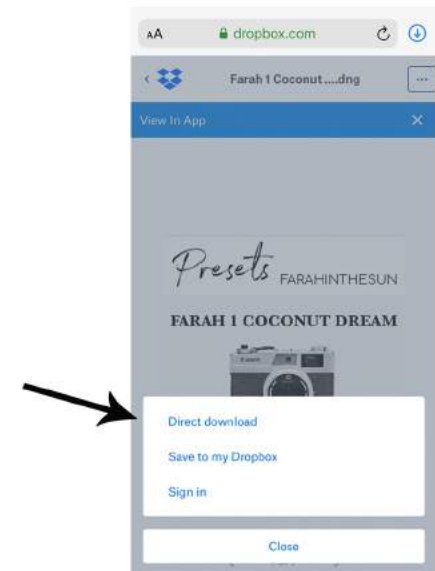 AA dropbox.com
Farah 1 Coconut ....dng ...
View In App
Presets FARAHINTHESUN
FARAH 1 COCONUT DREAM
Canon
Direct download
Save to my Dropbox
Sign in
Close